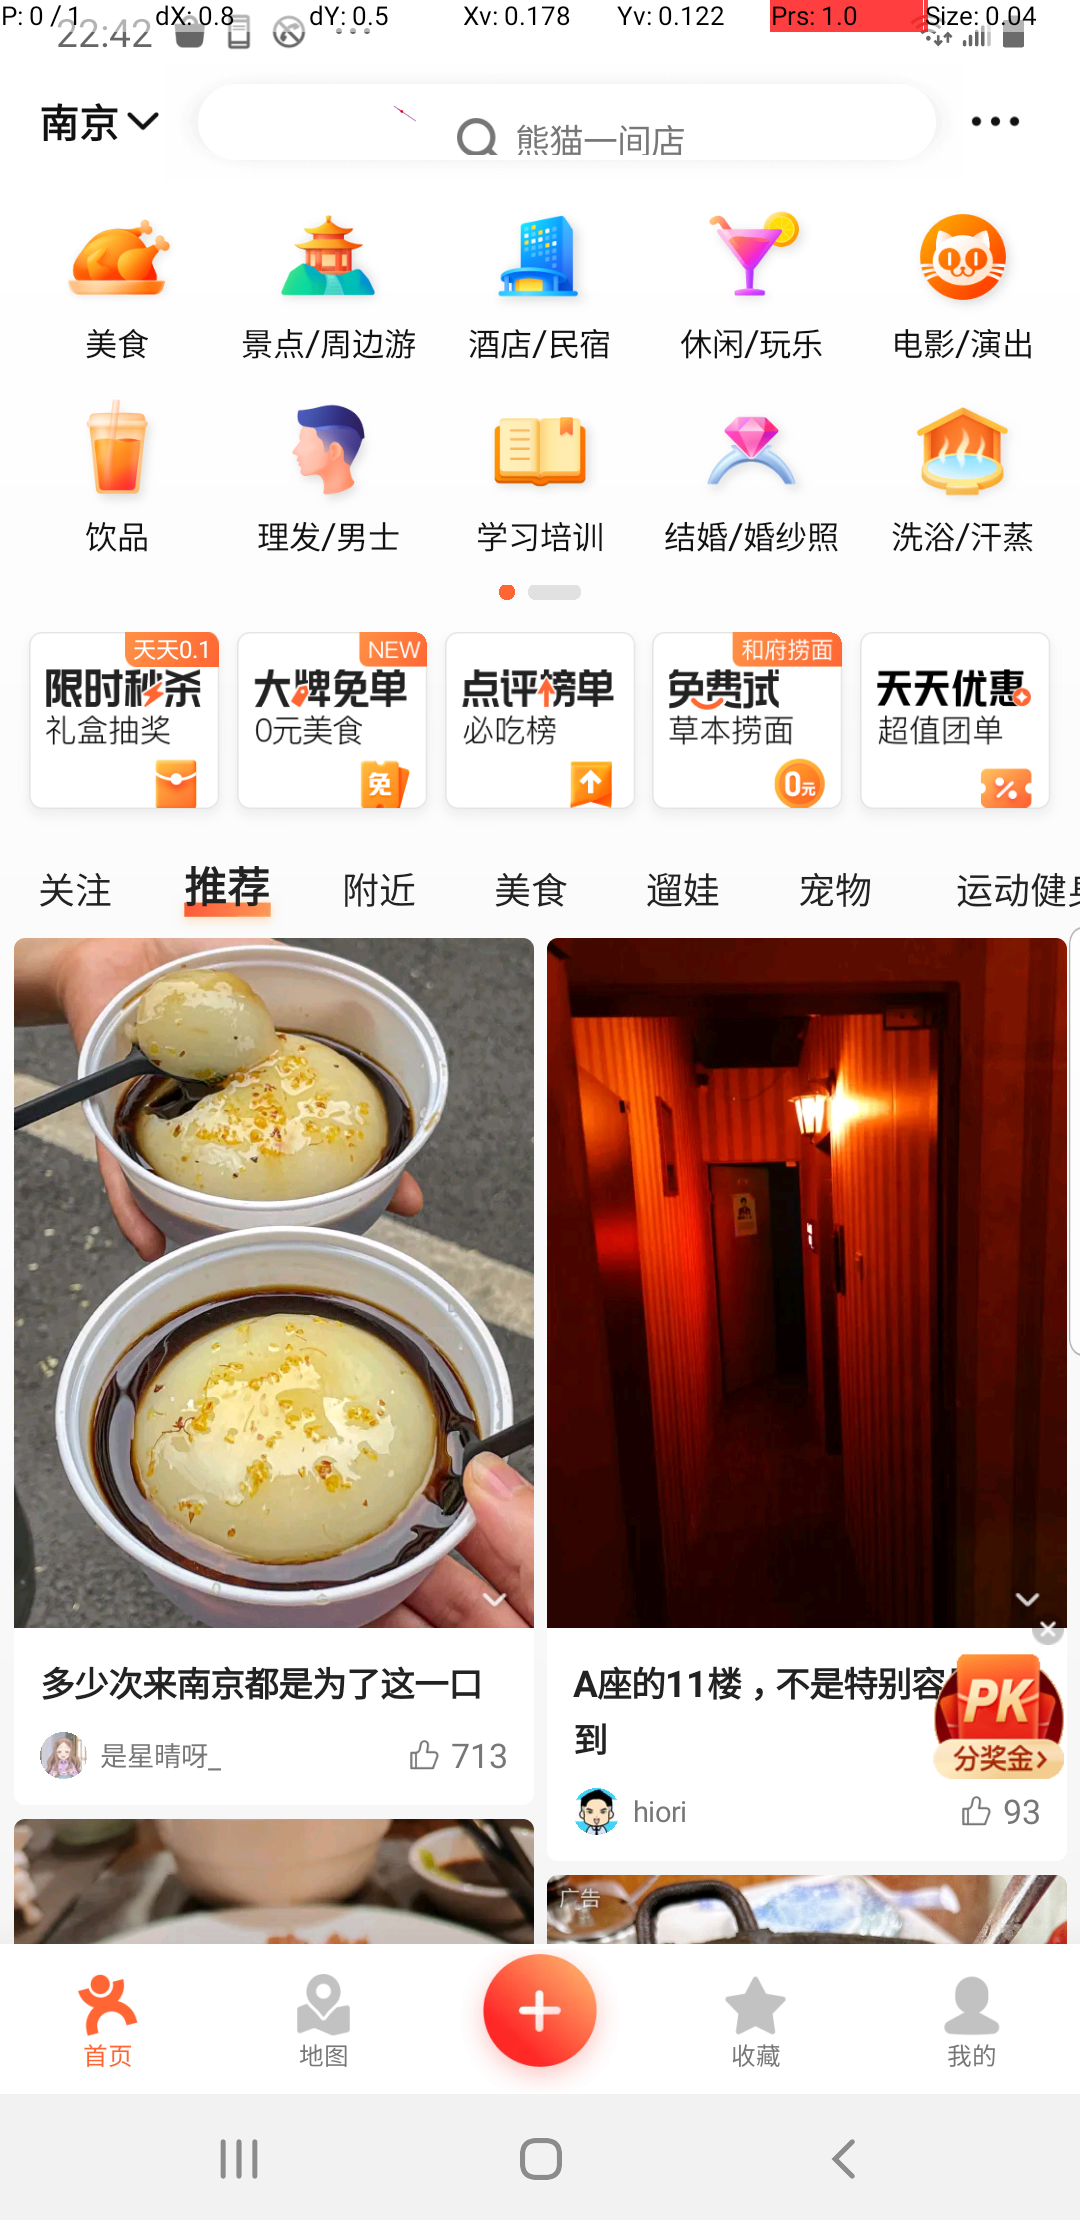 P: 0 / 1 dX: 0.8 dY: 0.5 Xv: 0.178 Yv: 0.122 Prs: 1.0 Size: 0.04
22:42
南京 熊猫一间店
美食 景点/周边游 酒店/民宿 休闲/玩乐 电影/演出
饮品 理发/男士 学习培训 结婚/婚纱照 洗浴/汗蒸
天天0.1 NEW 和府捞面
限时秒杀 大牌免单 点评榜单 免费试 天天优惠
礼盒抽奖 0元美食 必吃榜 草本捞面 超值团单
免 0元 %
关注 推荐 附近 美食 遛娃 宠物 运动健身
多少次来南京都是为了这一口
是星晴呀_ 713
A座的11楼，不是特别容
到
PK
分奖金
hiori 93
广告
首页 地图 收藏 我的